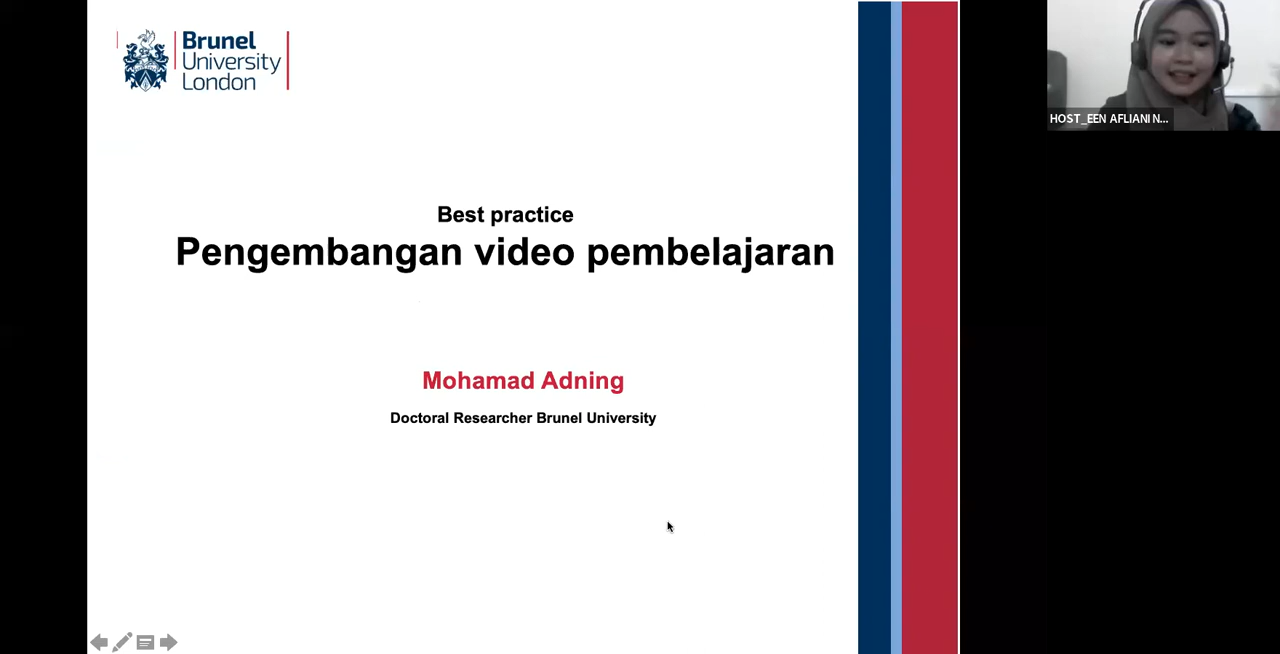 Brunel
University
London
Best practice
Pengembangan video pembelajaran
Mohamad Adning
Doctoral Researcher Brunel University
HOST_EEN AFLIANI N...